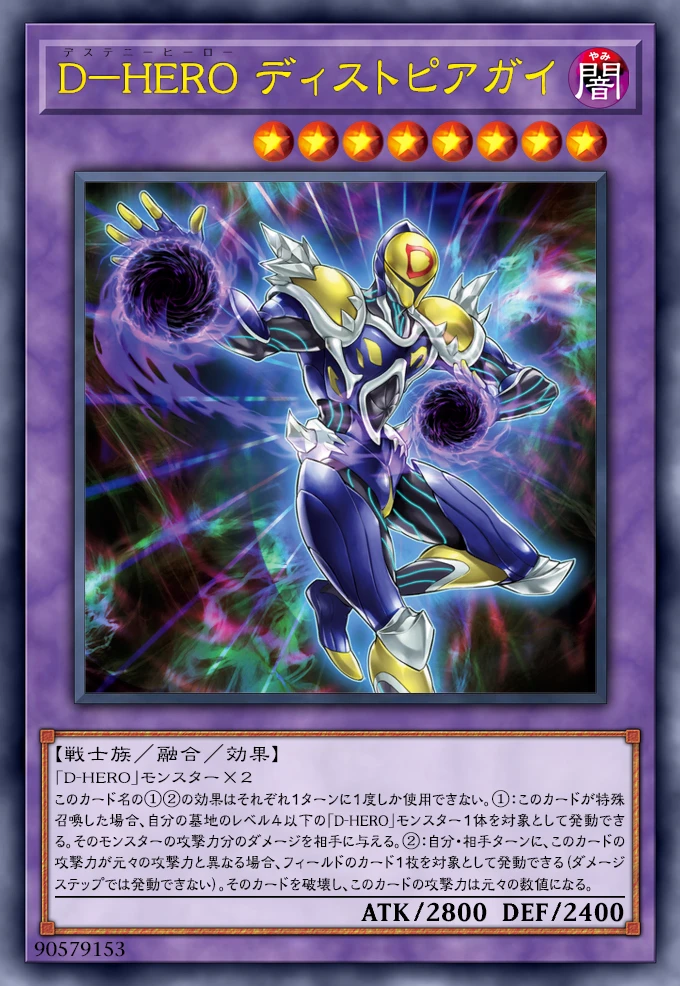 デステニーヒーロー
D-HERO ディストピアガイ
やみ
闇
D
【戦士族／融合／効果】
「D-HERO」モンスター×2
このカード名の①②の効果はそれぞれ1ターンに1度しか使用できない。①：このカードが特殊
召喚した場合、自分の墓地のレベル4以下の「D-HERO」モンスター1体を対象として発動でき
る。そのモンスターの攻撃力分のダメージを相手に与える。②：自分・相手ターンに、このカードの
攻撃力が元々の攻撃力と異なる場合、フィールドのカード1枚を対象として発動できる（ダメージ
ステップでは発動できない）。そのカードを破壊し、このカードの攻撃力は元々の数値になる。
ATK/2800 DEF/2400
90579153